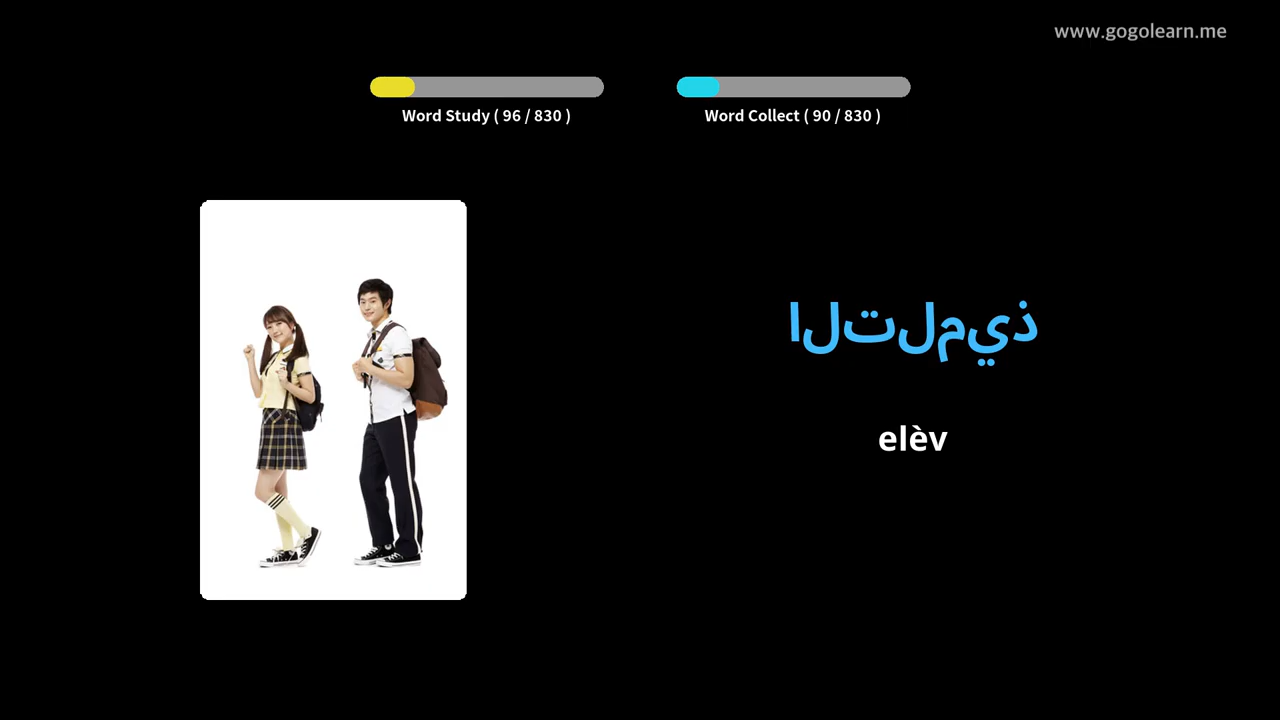 www.gogolearn.me
Word Study ( 96 / 830 )
Word Collect ( 90 / 830 )
التلميذ
elèv